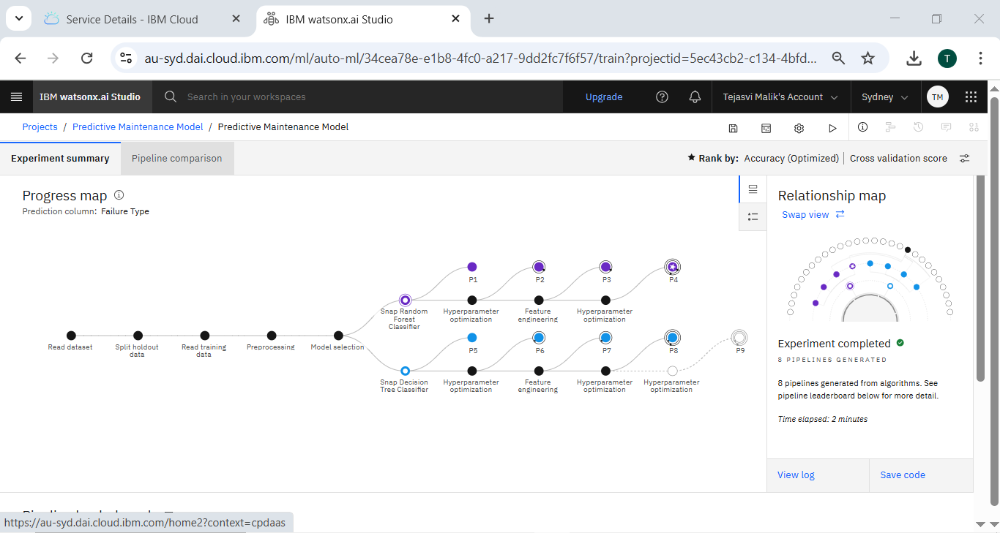 Service Details - IBM Cloud
IBM watsonx.ai Studio
au-syd.dai.cloud.ibm.com/ml/auto-ml/34cea78e-e1b8-4fc0-a217-9dd2fc7f6f57/train?projectid=5ec43cb2-c134-4bfd...
T
IBM watsonx.ai Studio
Search in your workspaces
Upgrade
Tejasvi Malik's Account
Sydney
TM
Projects / Predictive Maintenance Model / Predictive Maintenance Model
Experiment summary
Pipeline comparison
Rank by: Accuracy (Optimized) | Cross validation score
Progress map
Prediction column: Failure Type
Relationship map
Swap view
P1
P2
P3
P4
Snap Random
Forest
Classifier
Hyperparameter
optimization
Feature
engineering
Hyperparameter
optimization
Read dataset
Split holdout
data
Read training
data
Preprocessing
Model selection
P5
P6
P7
P8
P9
Snap Decision
Tree Classifier
Hyperparameter
optimization
Feature
engineering
Hyperparameter
optimization
Hyperparameter
optimization
Experiment completed
8 PIPELINES GENERATED
8 pipelines generated from algorithms. See
pipeline leaderboard below for more detail.
Time elapsed: 2 minutes
View log
Save code
https://au-syd.dai.cloud.ibm.com/home2?context=cpdaas